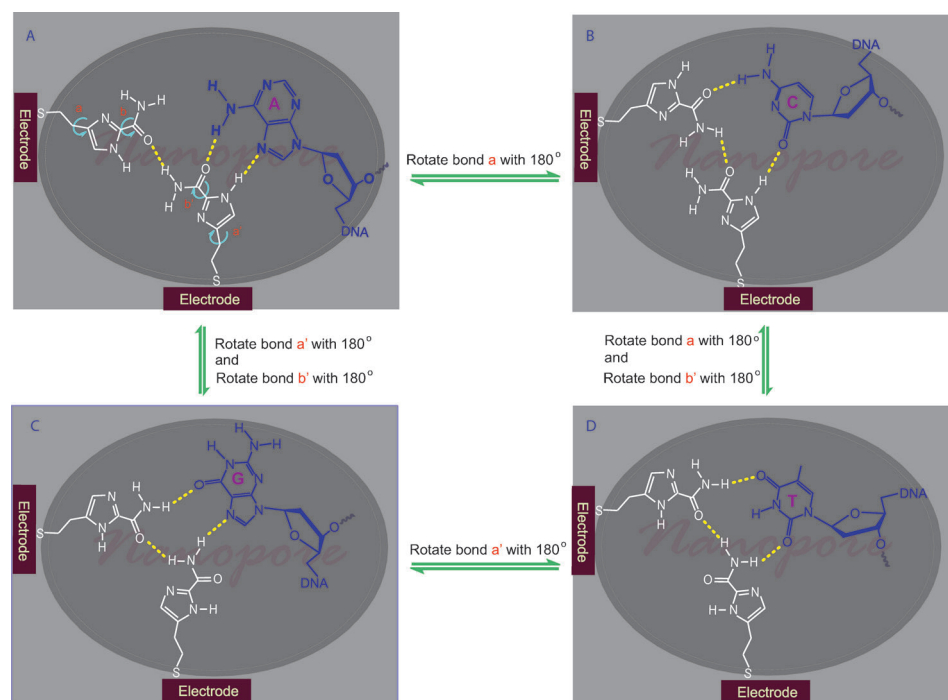 A
Electrode
a
b
H
N
H
N
O
N
H
S
H
N
H
O
N
H
N
b'
a'
S
H
N
H
A
N
N
N
N
O
O
DNA
Nanopore
Electrode
Rotate bond a with 180°
B
Electrode
H
N
N
O
N
H
H
S
H
N
H
N
C
N
O
O
O
DNA
H
N
H
O
H
N
N
S
Nanopore
Electrode
Rotate bond a' with 180°
and
Rotate bond b' with 180°
Rotate bond a with 180°
and
Rotate bond b' with 180°
C
Electrode
H
N
H
N
N
H
O
S
H
N
O
G
N
H
H
N
N
N
O
O
DNA
H
H
N
O
N
N
H
S
Nanopore
Electrode
Rotate bond a' with 180°
D
Electrode
N
N
H
H
N
H
O
S
O
H
N
T
N
O
O
O
DNA
H
N
H
O
N
H
N
S
Nanopore
Electrode